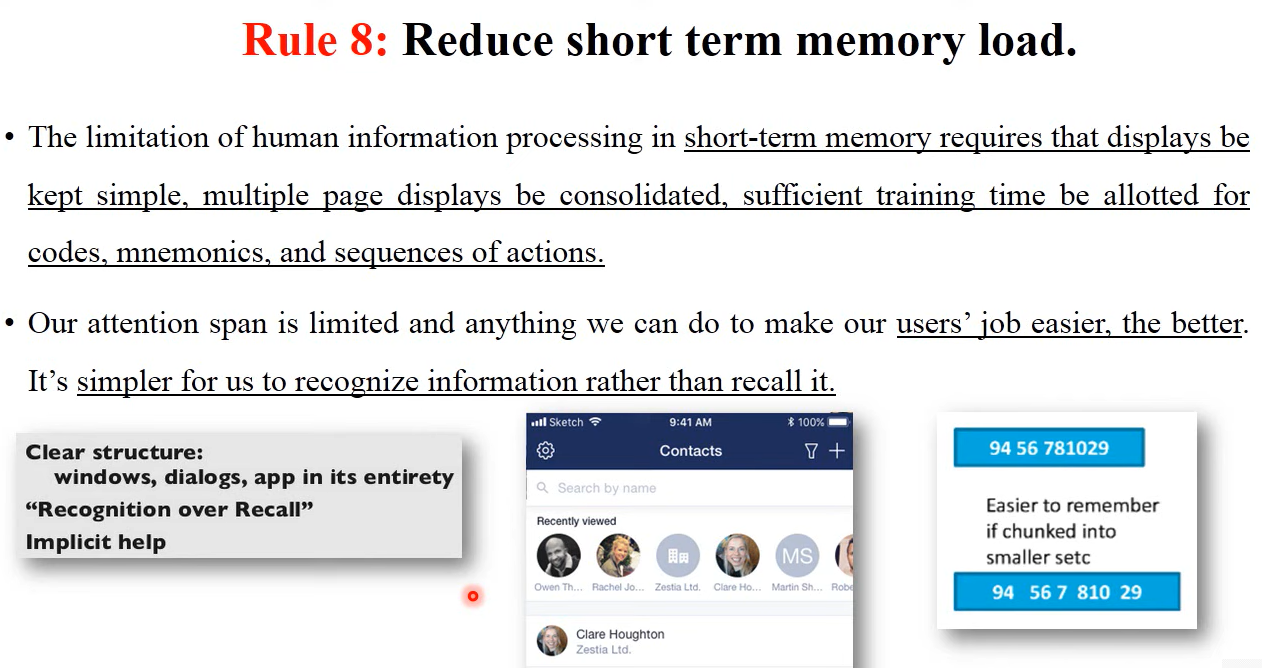 Rule 8: Reduce short term memory load.
• The limitation of human information processing in short-term memory requires that displays be
kept simple, multiple page displays be consolidated, sufficient training time be allotted for
codes, mnemonics, and sequences of actions.
• Our attention span is limited and anything we can do to make our users’ job easier, the better.
It’s simpler for us to recognize information rather than recall it.
Clear structure:
windows, dialogs, app in its entirety
“Recognition over Recall”
Implicit help
Sketch 9:41 AM 100%
Contacts
Search by name
Recently viewed
MS
Owen Th... Rachel Jo... Zestia Ltd. Clare Ho... Martin Sh... Robe
Clare Houghton
Zestia Ltd.
94 56 781029
Easier to remember
if chunked into
smaller setc
94 56 7 810 29